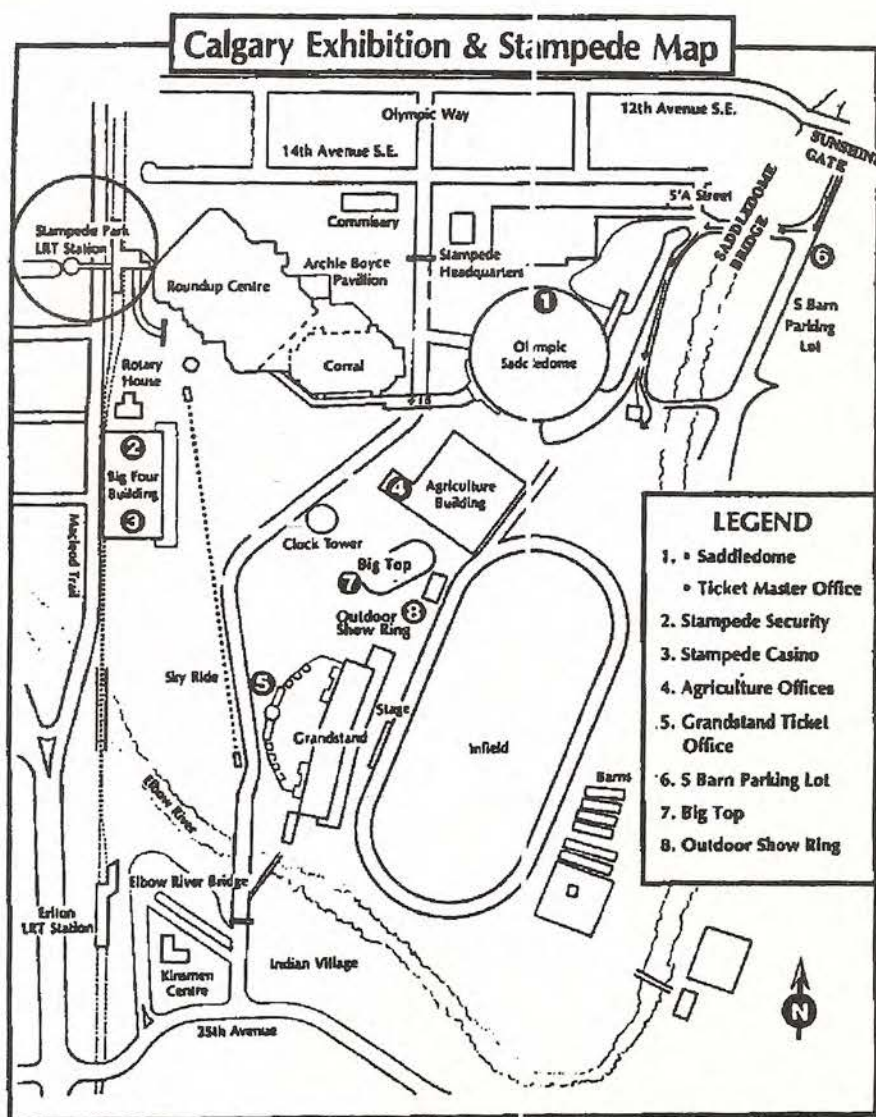 Calgary Exhibition & Stampede Map
Olympic Way
12th Avenue S.E.
14th Avenue S.E.
SUNSHINE
GATE
5'A Street
SADDLEDOME
BRIDGE
Stampede Park
LRT Station
Commisary
Stampede
Headquarters
Archie Boyce
Pavilion
Roundup Centre
1
6
S Barn
Parking
Lot
Corral
Olympic
Saddledome
Rotary
House
2
Big Four
Building
3
4
Agriculture
Building
Macleod Trail
Clock Tower
Big Top
7
8
Outdoor
Show Ring
LEGEND
1. • Saddledome
• Ticket Master Office
2. Stampede Security
3. Stampede Casino
4. Agriculture Offices
5. Grandstand Ticket
Office
6. S Barn Parking Lot
7. Big Top
8. Outdoor Show Ring
Sky Ride
5
Stage
Grandstand
Infield
Barns
Elbow River
Elbow River Bridge
Erlton
LRT Station
Kinsmen
Centre
Indian Village
25th Avenue
N